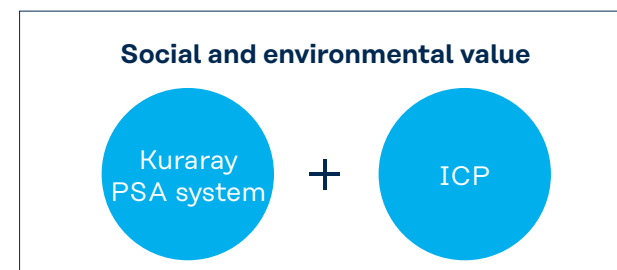 Social and environmental value
Kuraray
PSA system
+
ICP